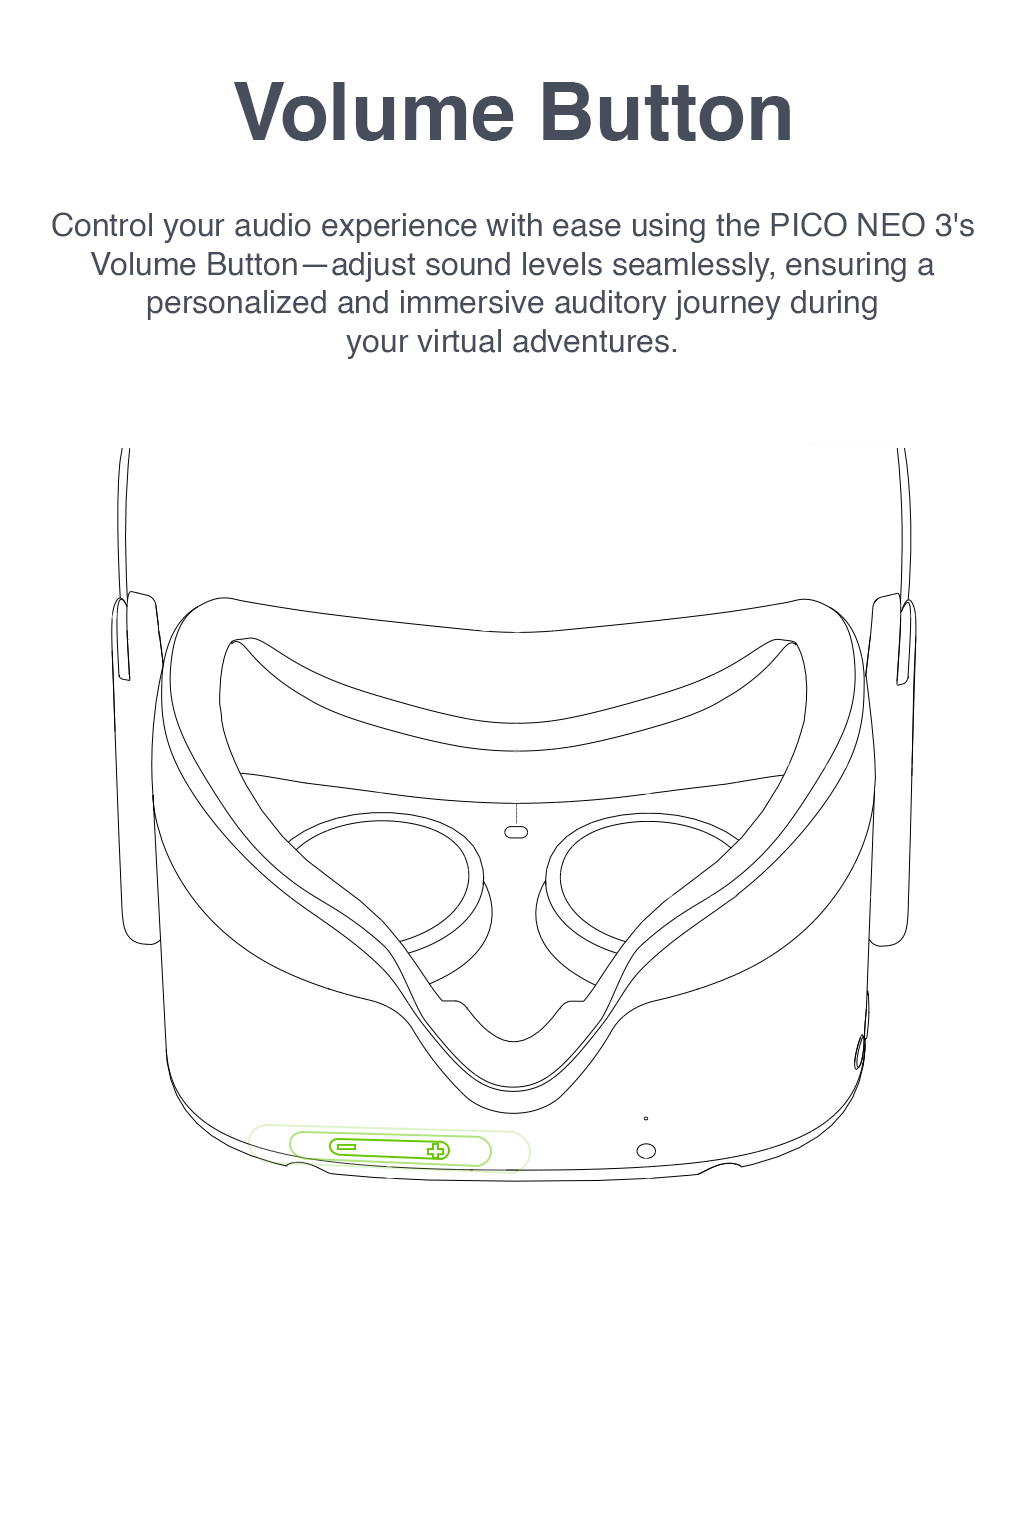 Volume Button
Control your audio experience with ease using the PICO NEO 3's
Volume Button—adjust sound levels seamlessly, ensuring a
personalized and immersive auditory journey during
your virtual adventures.